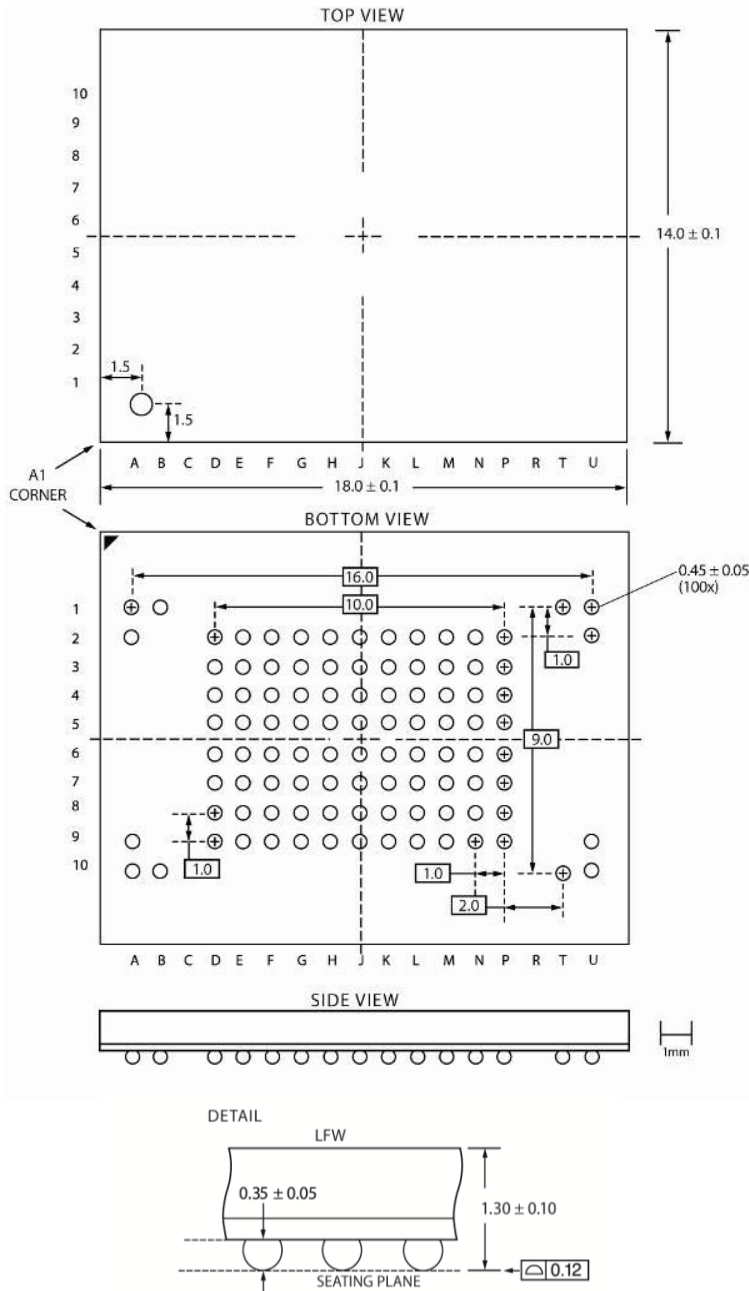 TOP VIEW
10
9
8
7
6
5
4
3
2
1
1.5
1.5
14.0 ± 0.1
A B C D E F G H J K L M N P R T U
18.0 ± 0.1
A1
CORNER
BOTTOM VIEW
16.0
10.0
0.45 ± 0.05
(100x)
1
2
3
4
5
6
7
8
9
10
1.0
9.0
1.0
1.0
2.0
A B C D E F G H J K L M N P R T U
SIDE VIEW
1mm
DETAIL
LFW
0.35 ± 0.05
1.30 ± 0.10
SEATING PLANE
0.12